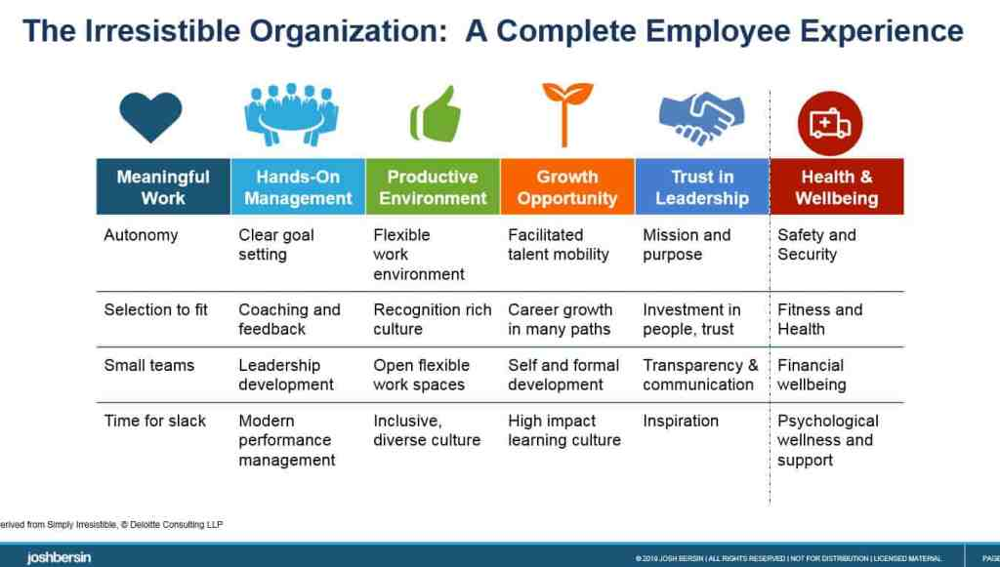 The Irresistible Organization:  A Complete Employee Experience
Meaningful
Work
Hands-On
Management
Productive
Environment
Growth
Opportunity
Trust in
Leadership
Health &
Wellbeing
Autonomy
Clear goal
setting
Flexible
work
environment
Facilitated
talent mobility
Mission and
purpose
Safety and
Security
Selection to fit
Coaching and
feedback
Recognition rich
culture
Career growth
in many paths
Investment in
people, trust
Fitness and
Health
Small teams
Leadership
development
Open flexible
work spaces
Self and formal
development
Transparency &
communication
Financial
wellbeing
Time for slack
Modern
performance
management
Inclusive,
diverse culture
High impact
learning culture
Inspiration
Psychological
wellness and
support
erived from Simply Irresistible, © Deloitte Consulting LLP
joshbersin
© 2019 JOSH BERSIN | ALL RIGHTS RESERVED | NOT FOR DISTRIBUTION | LICENSED MATERIAL
PAGE